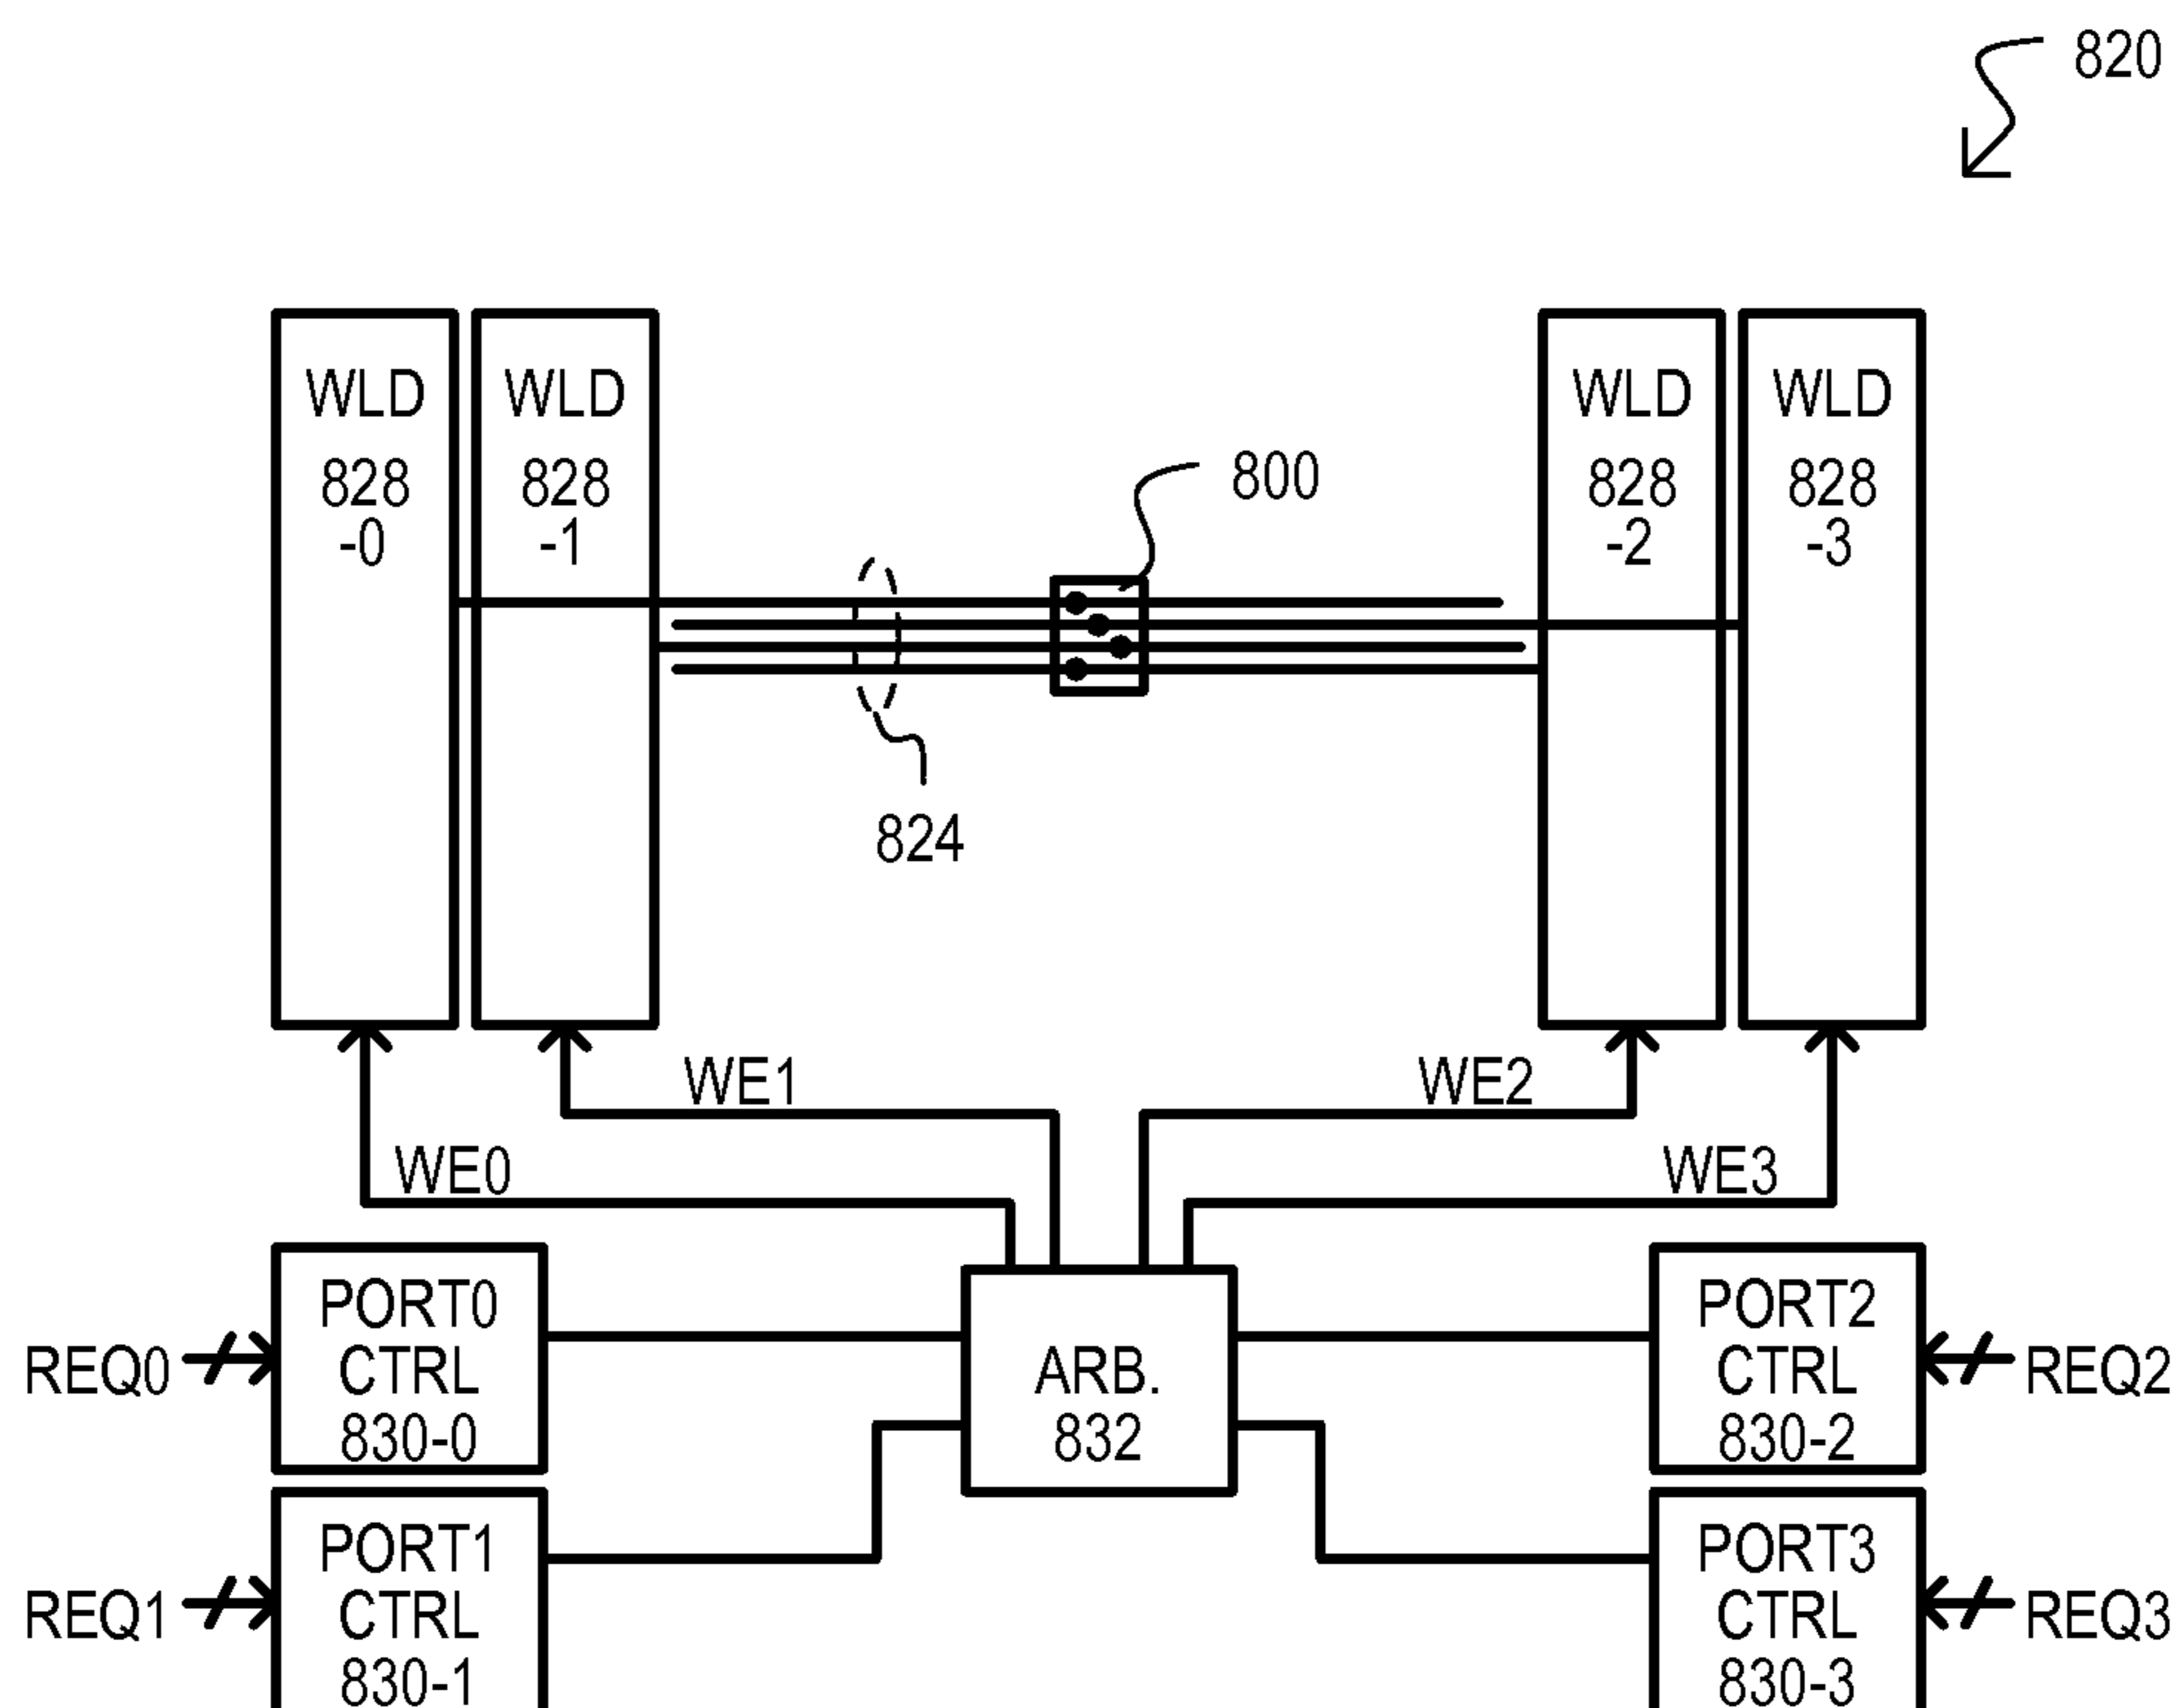 820
WLD
828
-0
WLD
828
-1
WLD
828
-2
WLD
828
-3
800
824
WE1
WE2
WE0
WE3
PORT0
CTRL
830-0
ARB.
832
PORT2
CTRL
830-2
REQ0
REQ2
PORT1
CTRL
830-1
PORT3
CTRL
830-3
REQ1
REQ3